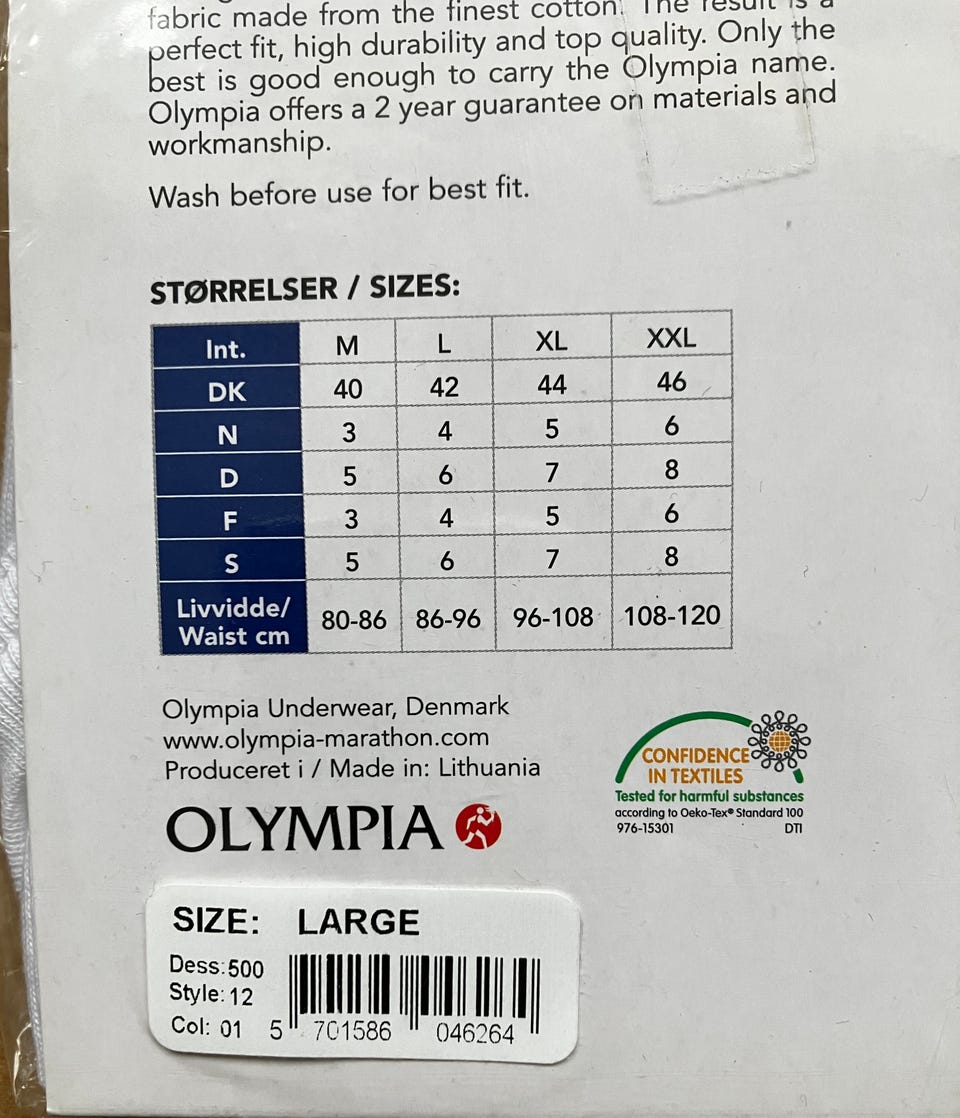 fabric made from the finest cotton. The result is a
perfect fit, high durability and top quality. Only the
best is good enough to carry the Olympia name.
Olympia offers a 2 year guarantee on materials and
workmanship.
Wash before use for best fit.
STØRRELSER / SIZES:
Int. M L XL XXL
DK 40 42 44 46
N 3 4 5 6
D 5 6 7 8
F 3 4 5 6
S 5 6 7 8
Livvidde/
Waist cm 80-86 86-96 96-108 108-120
Olympia Underwear, Denmark
www.olympia-marathon.com
Produceret i / Made in: Lithuania
OLYMPIA
CONFIDENCE
IN TEXTILES
Tested for harmful substances
according to Oeko-Tex® Standard 100
976-15301 DTI
SIZE: LARGE
Dess: 500
Style: 12
Col: 01
5 701586 046264